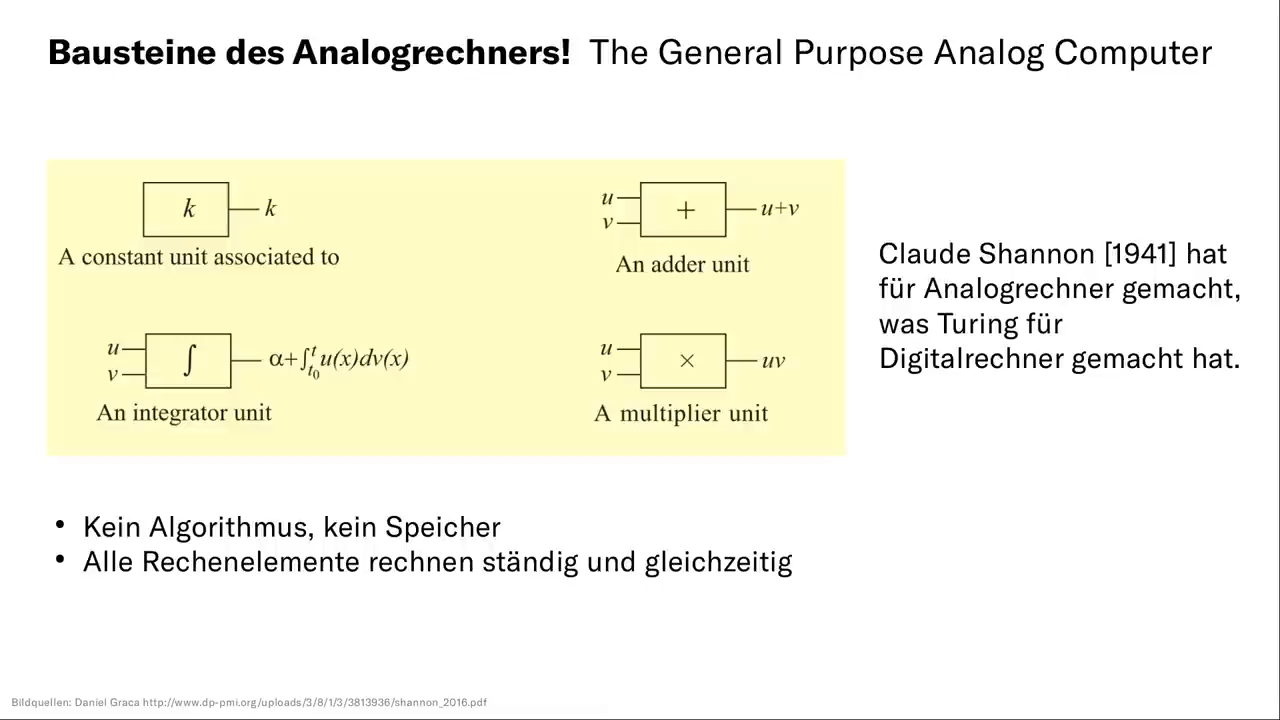 Bausteine des Analogrechners! The General Purpose Analog Computer
k
k
A constant unit associated to
u
v
+
u+v
An adder unit
u
v
∫
α+∫ₜ₀ᵗ u(x)dv(x)
An integrator unit
u
v
×
uv
A multiplier unit
Claude Shannon [1941] hat
für Analogrechner gemacht,
was Turing für
Digitalrechner gemacht hat.
• Kein Algorithmus, kein Speicher
• Alle Rechenelemente rechnen ständig und gleichzeitig
Bildquellen: Daniel Graca http://www.dp-pmi.org/uploads/3/8/1/3/3813936/shannon_2016.pdf